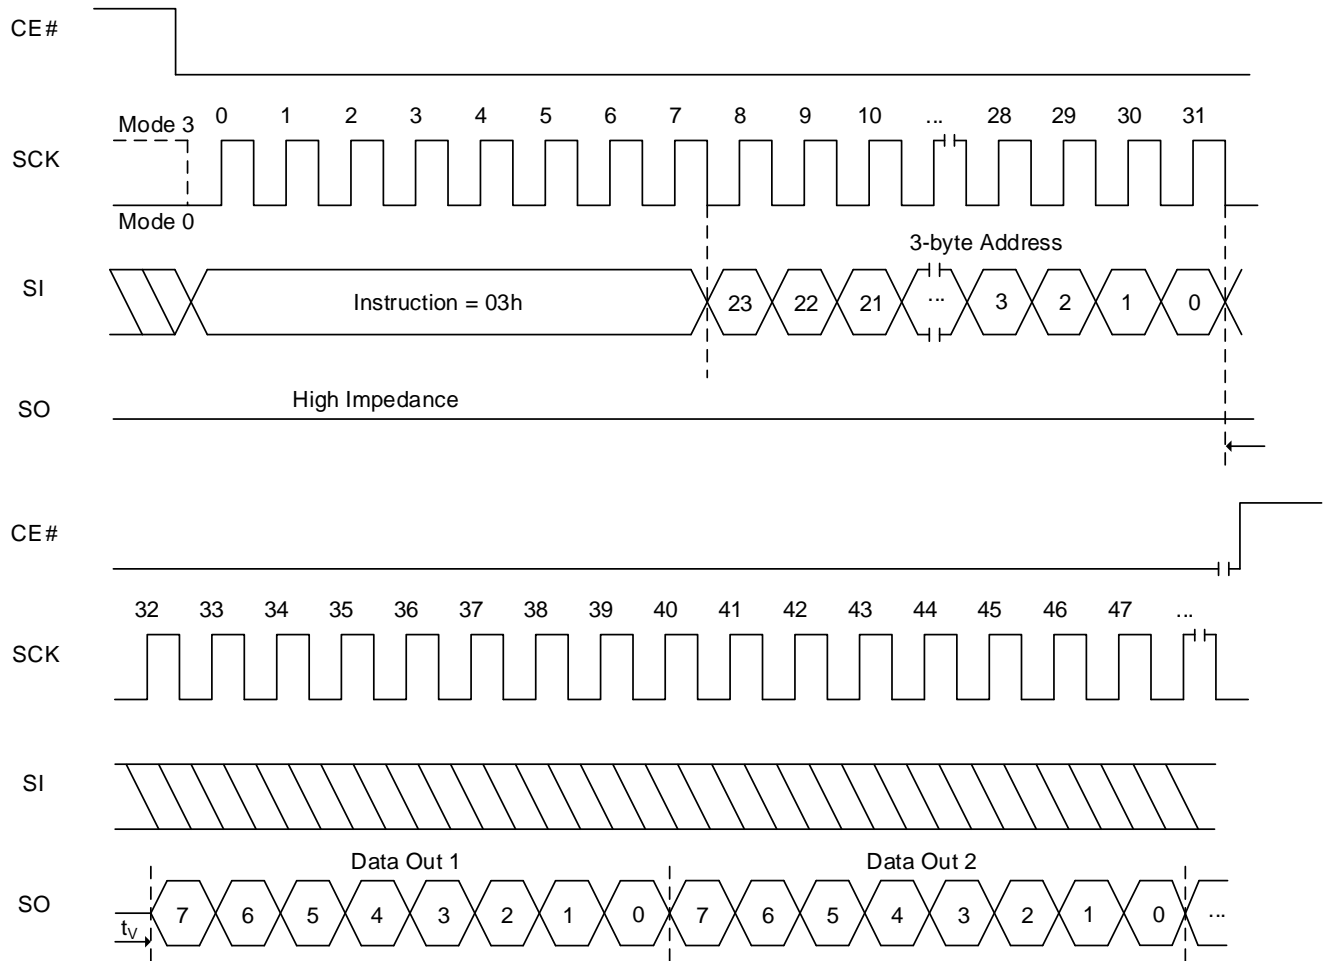 CE#
0 1 2 3 4 5 6 7 8 9 10 ... 28 29 30 31
Mode 3
SCK
Mode 0
3-byte Address
SI
Instruction = 03h 23 22 21 ... 3 2 1 0
High Impedance
SO
CE#
32 33 34 35 36 37 38 39 40 41 42 43 44 45 46 47 ...
SCK
SI
Data Out 1 Data Out 2
SO
7 6 5 4 3 2 1 0 7 6 5 4 3 2 1 0 ...
tV